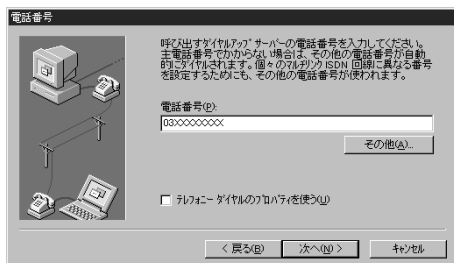 電話番号
呼び出すダイヤルアップ サーバーの電話番号を入力してください。
主電話番号でかからない場合は、その他の電話番号が自動
的にダイヤルされます。個々のマルチリンク ISDN 回線に異なる番号
を設定するためにも、その他の電話番号が使われます。
電話番号(P):
03XXXXXXXX
その他(A)...
テレフォニー ダイヤルのプロパティを使う(U)
< 戻る(B)
次へ(N) >
キャンセル